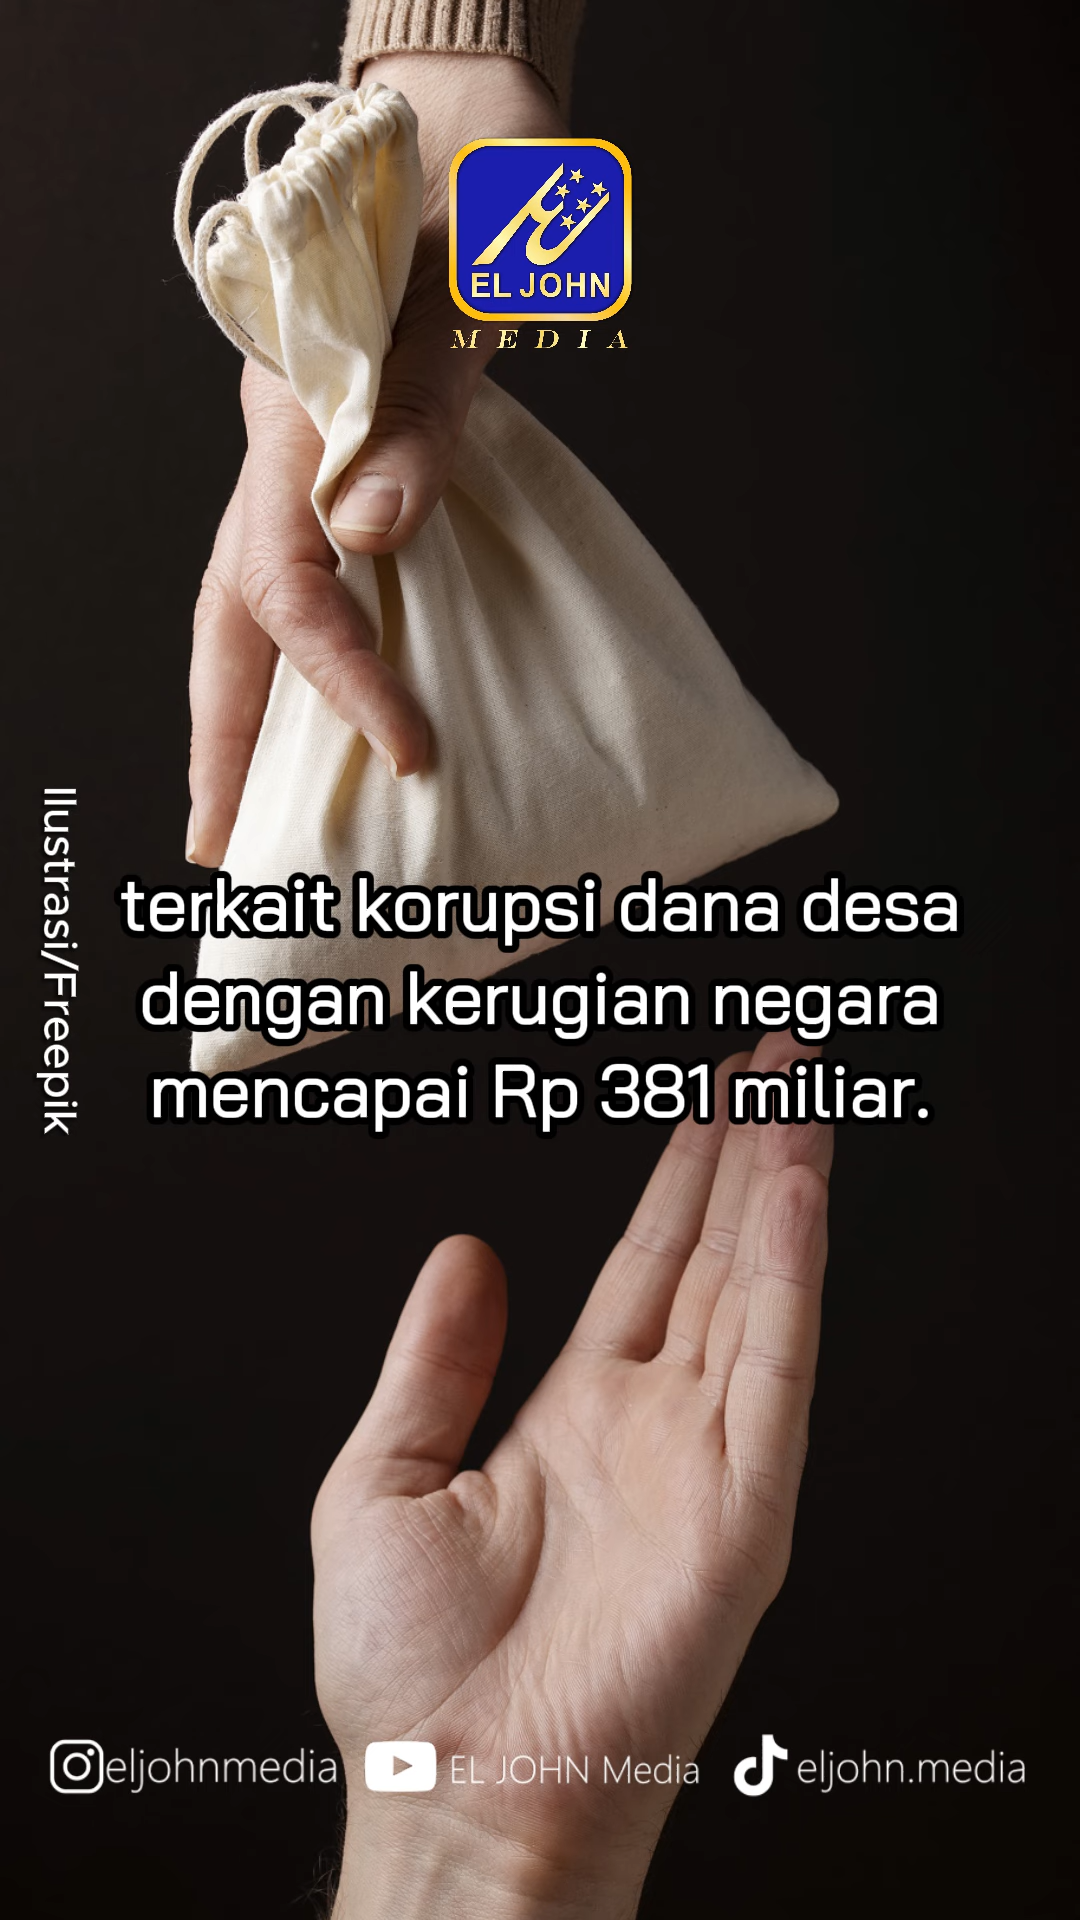 EL JOHN
MEDIA
Ilustrasi/Freepik
terkait korupsi dana desa
dengan kerugian negara
mencapai Rp 381 miliar.
eljohnmedia
EL JOHN Media
eljohn.media